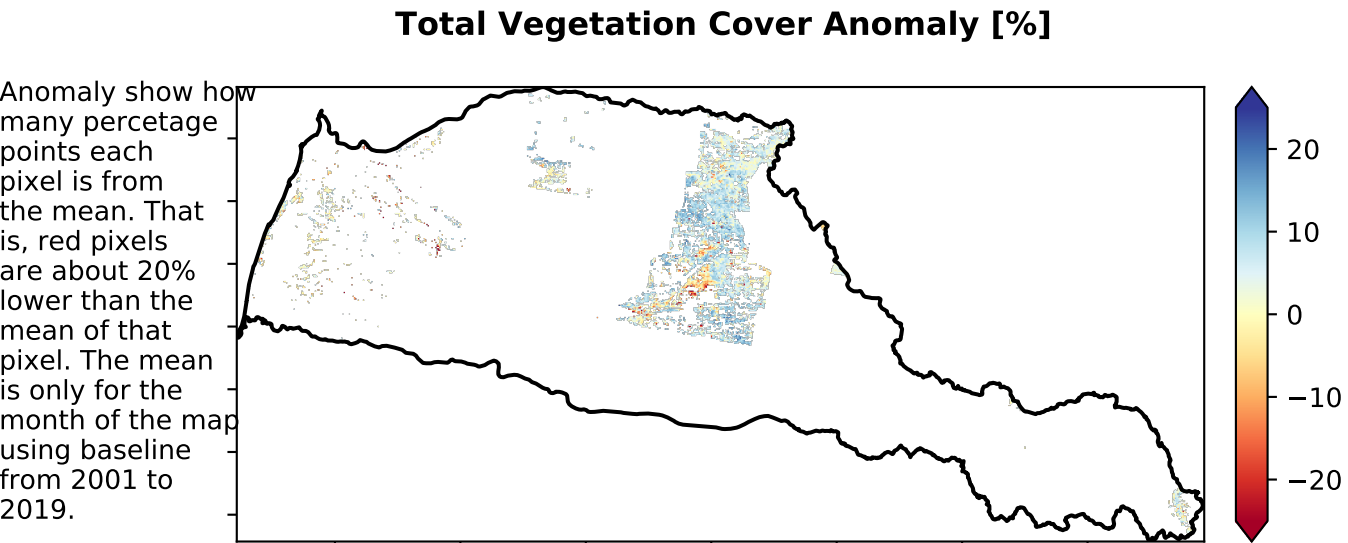 Total Vegetation Cover Anomaly [%]
Anomaly show how
many percetage
points each
pixel is from
the mean. That
is, red pixels
are about 20%
lower than the
mean of that
pixel. The mean
is only for the
month of the map
using baseline
from 2001 to
2019.
20
10
0
−10
−20